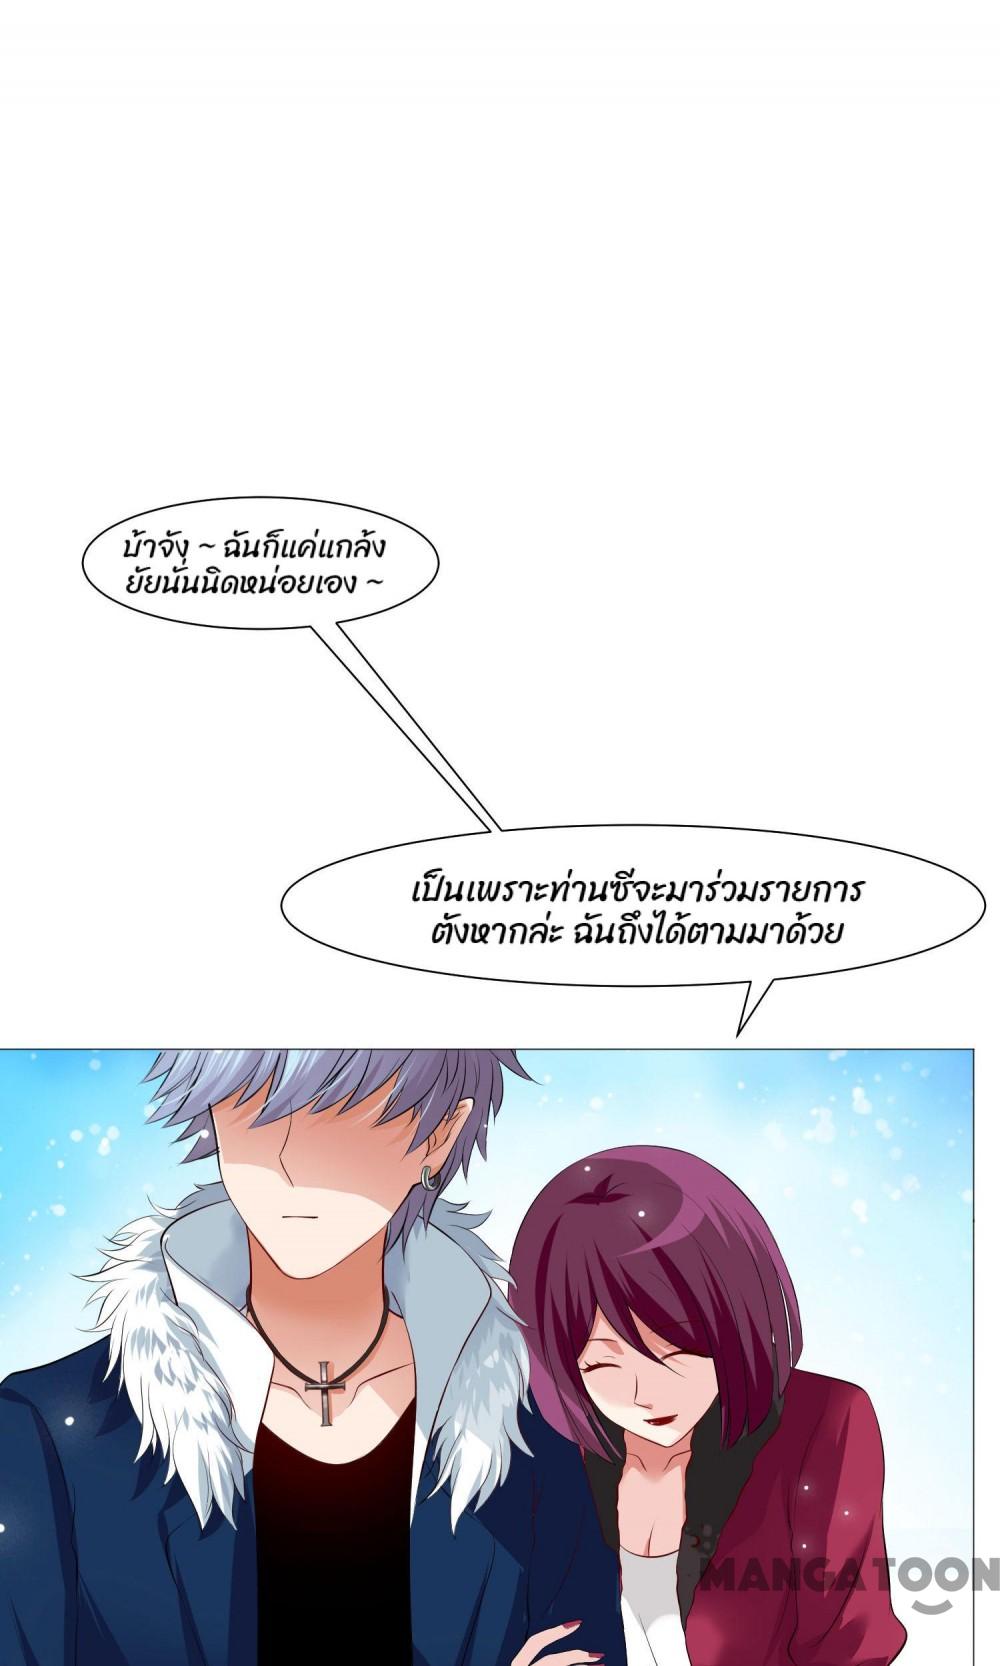 บ้าจัง ~ ฉันก็แค่แกล้ง
ยัยนั่นนิดหน่อยเอง ~
เป็นเพราะท่านซีจะมาร่วมรายการ
ตังหากล่ะ ฉันถึงได้ตามมาด้วย
MANGATOON